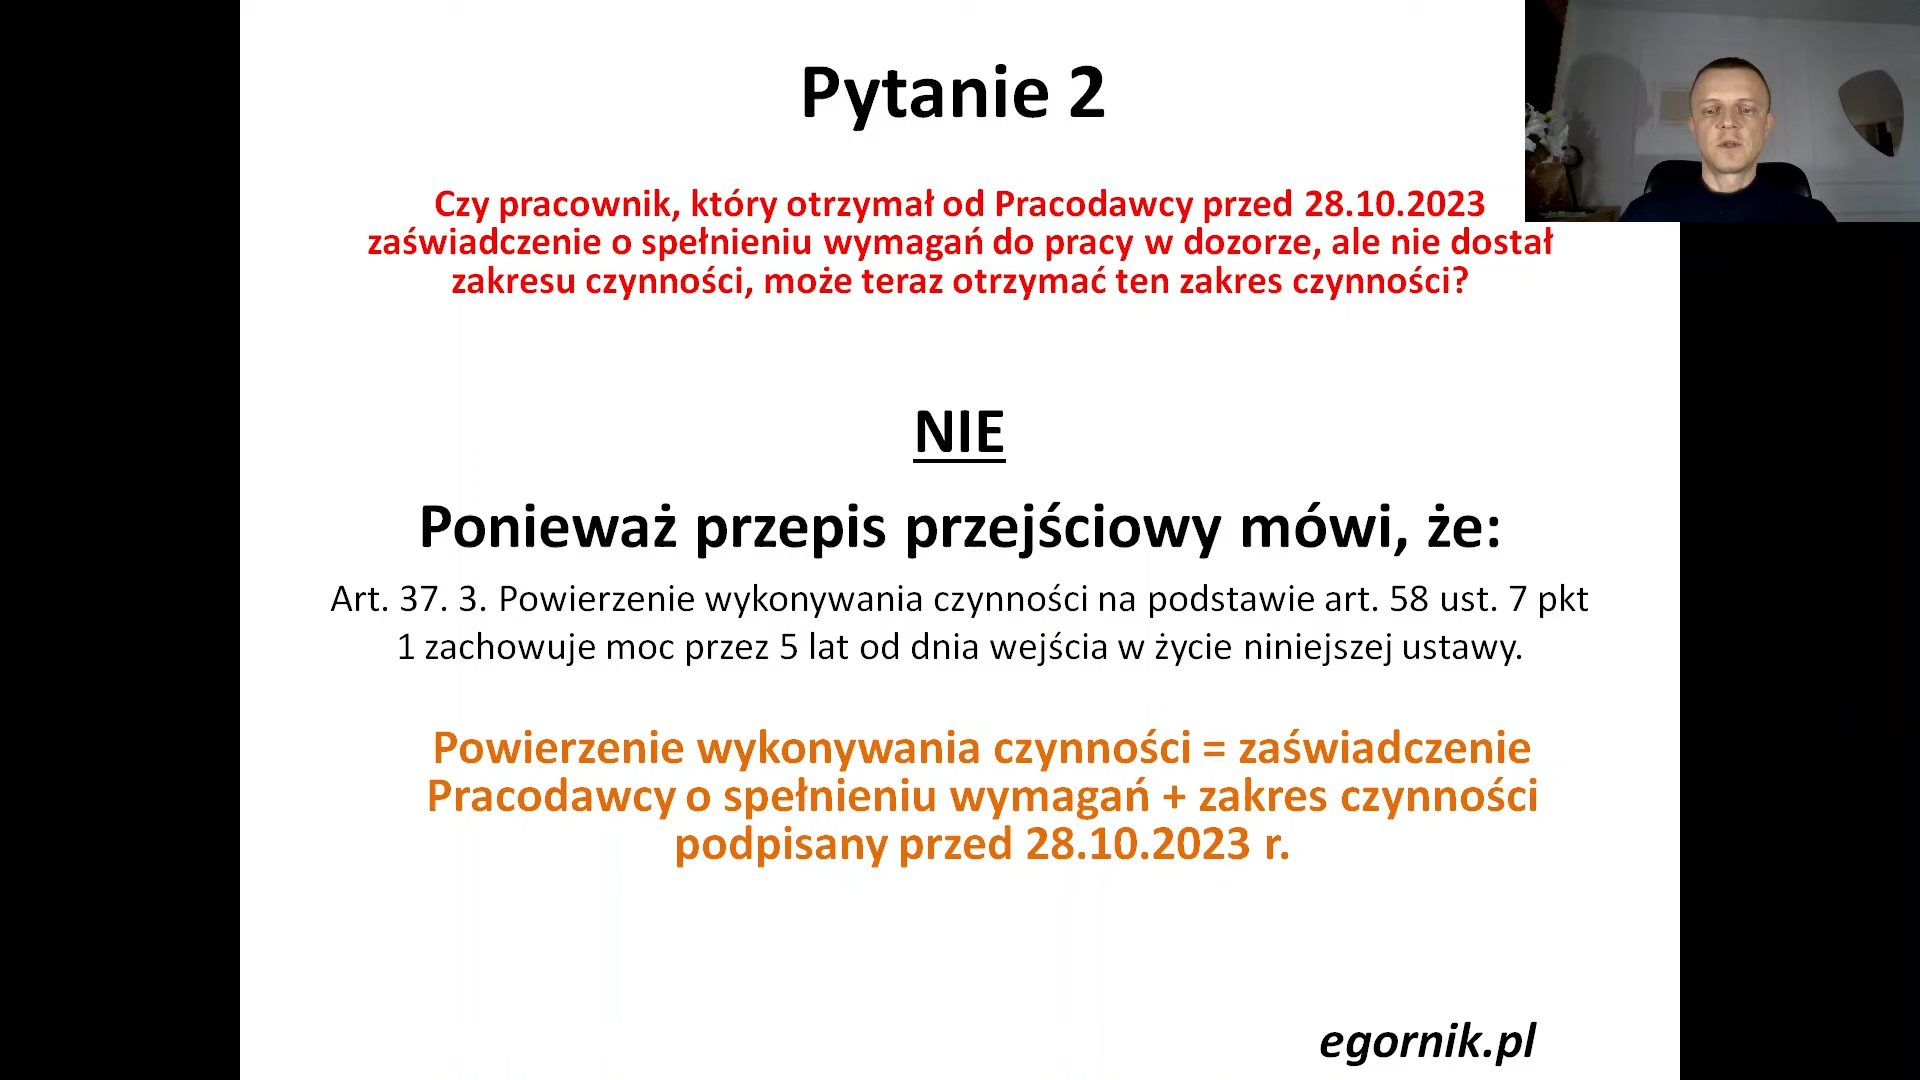 Pytanie 2
Czy pracownik, który otrzymał od Pracodawcy przed 28.10.2023
zaświadczenie o spełnieniu wymagań do pracy w dozorze, ale nie dostał
zakresu czynności, może teraz otrzymać ten zakres czynności?
NIE
Ponieważ przepis przejściowy mówi, że:
Art. 37. 3. Powierzenie wykonywania czynności na podstawie art. 58 ust. 7 pkt
1 zachowuje moc przez 5 lat od dnia wejścia w życie niniejszej ustawy.
Powierzenie wykonywania czynności = zaświadczenie
Pracodawcy o spełnieniu wymagań + zakres czynności
podpisany przed 28.10.2023 r.
egornik.pl